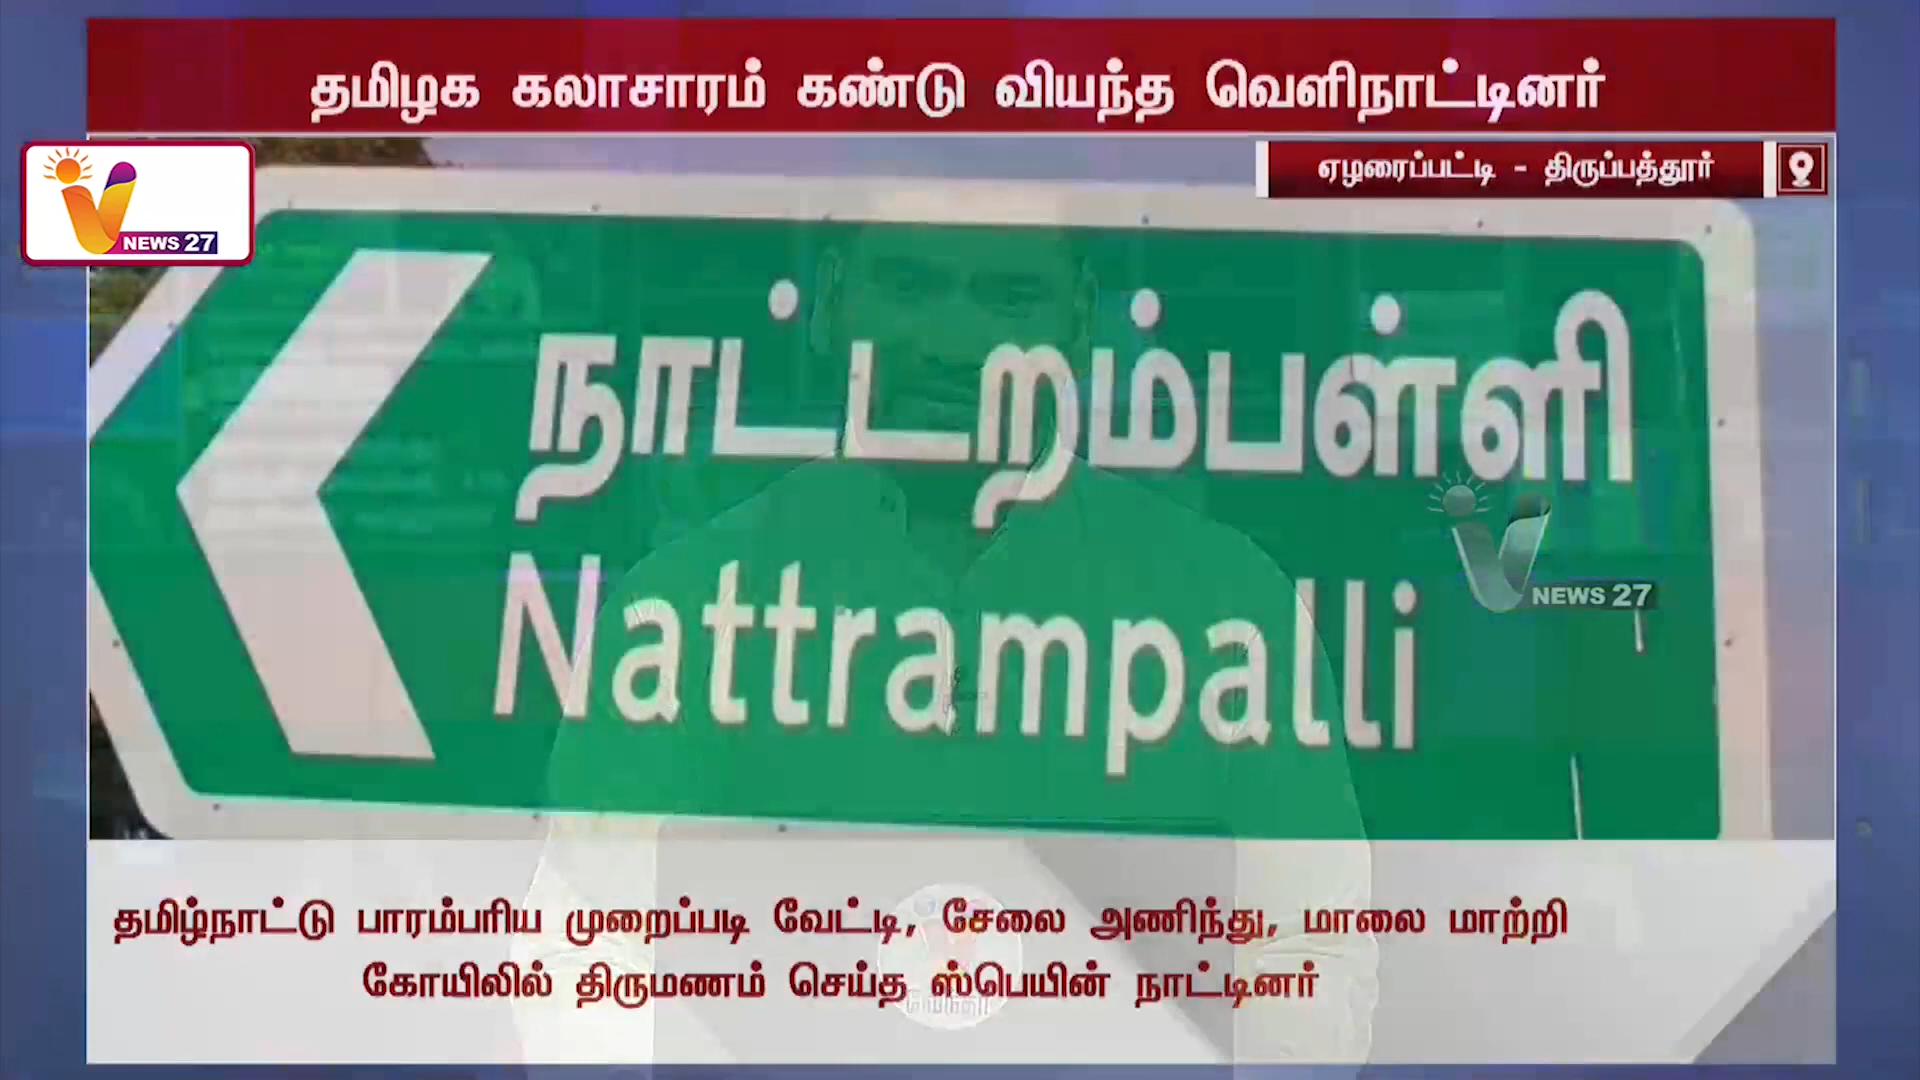 தமிழக கலாசாரம் கண்டு வியந்த வெளிநாட்டினர்
ஏழரைப்பட்டி - திருப்பத்தூர்
NEWS 27
நாட்டறம்பள்ளி
Nattrampalli
NEWS 27
தமிழ்நாட்டு பாரம்பரிய முறைப்படி வேட்டி, சேலை அணிந்து, மாலை மாற்றி
கோயிலில் திருமணம் செய்த ஸ்பெயின் நாட்டினர்